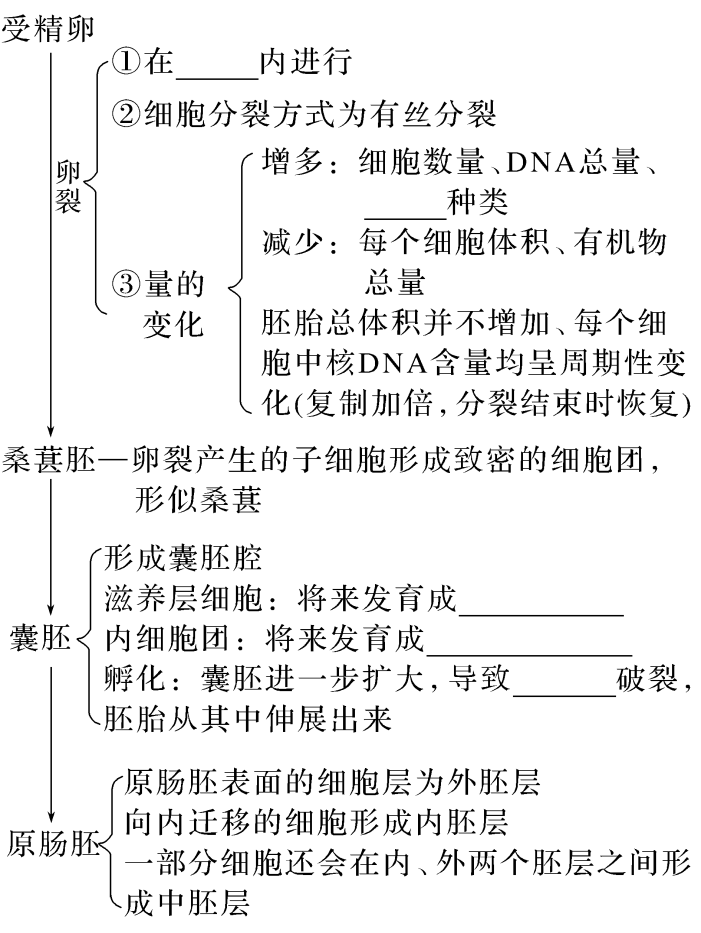 受精卵
①在______内进行
②细胞分裂方式为有丝分裂
卵裂
增多：细胞数量、DNA总量、
______种类
减少：每个细胞体积、有机物
总量
③量的
变化
胚胎总体积并不增加、每个细
胞中核DNA含量均呈周期性变
化(复制加倍，分裂结束时恢复)
桑葚胚—卵裂产生的子细胞形成致密的细胞团，
形似桑葚
形成囊胚腔
滋养层细胞：将来发育成____________
囊胚
内细胞团：将来发育成_______________
孵化：囊胚进一步扩大，导致_______破裂，
胚胎从其中伸展出来
原肠胚表面的细胞层为外胚层
向内迁移的细胞形成内胚层
原肠胚
一部分细胞还会在内、外两个胚层之间形
成中胚层